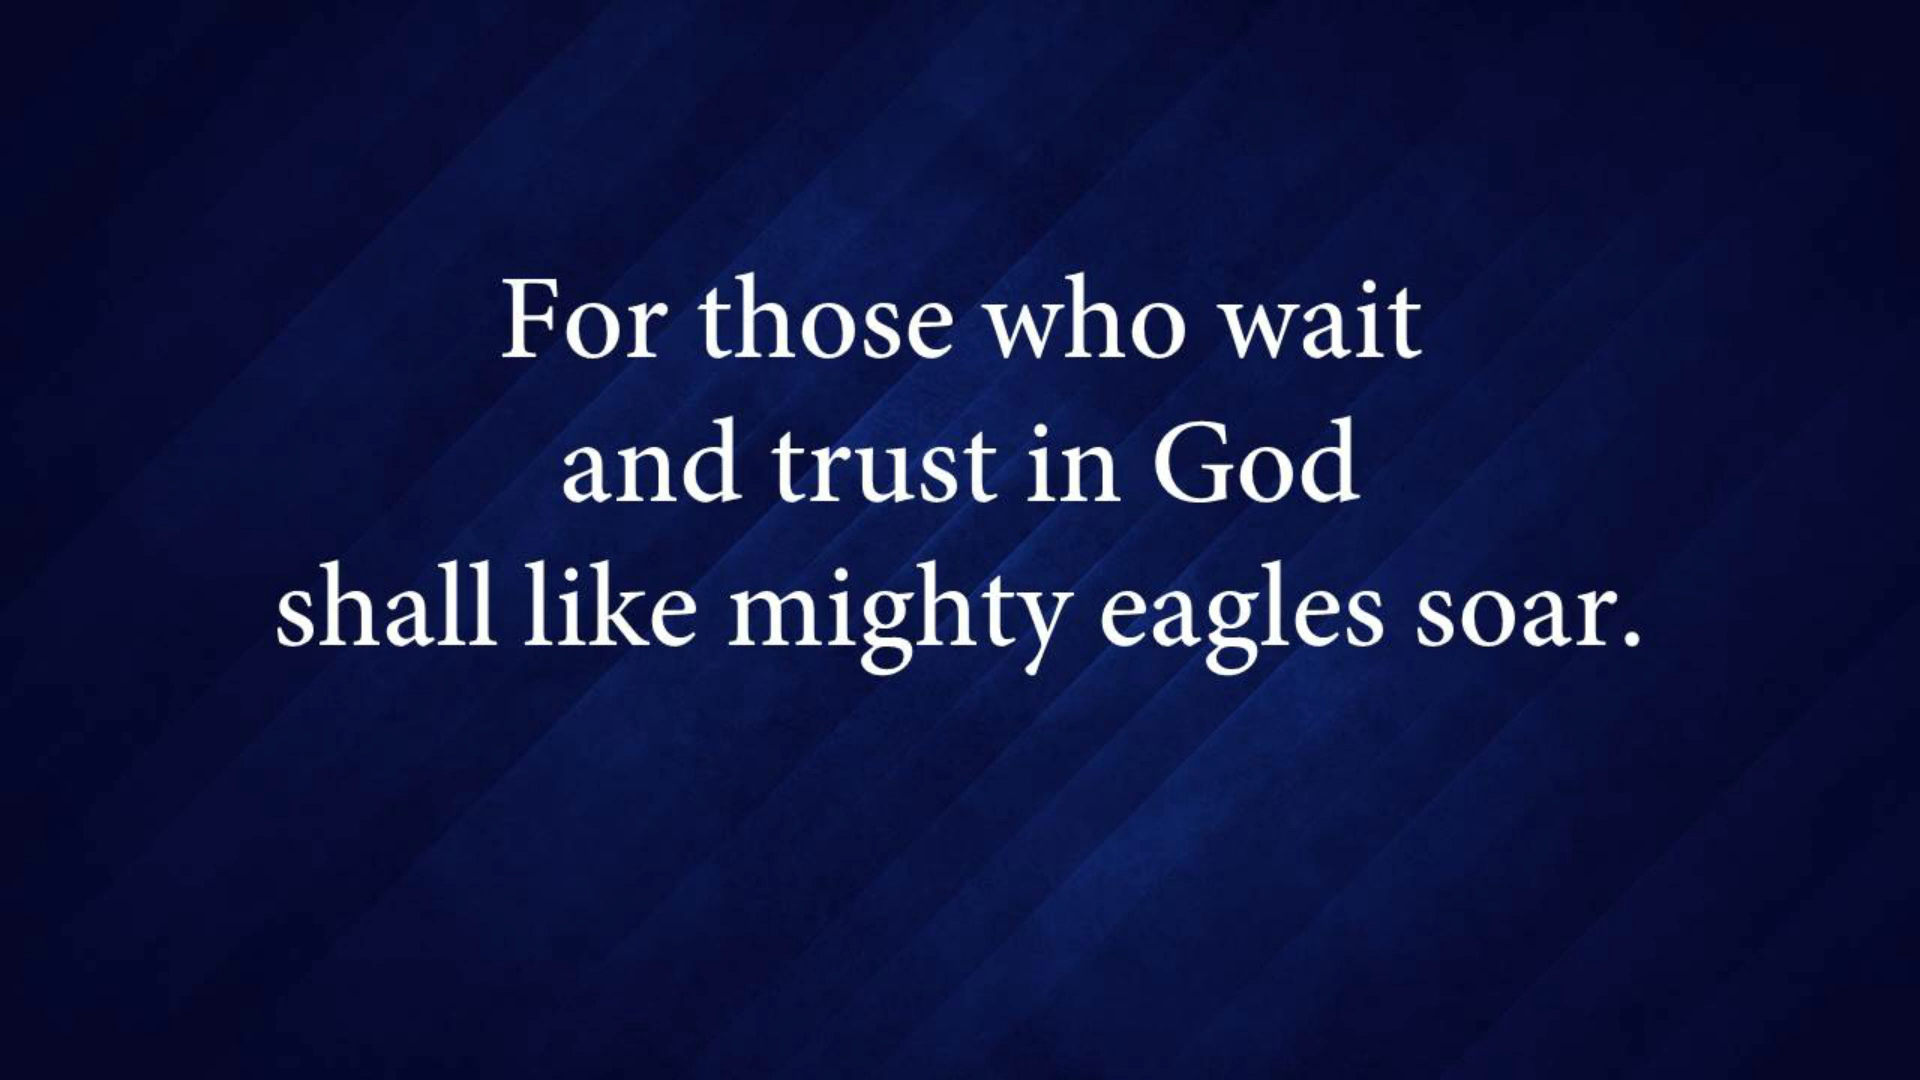 For those who wait
and trust in God
shall like mighty eagles soar.